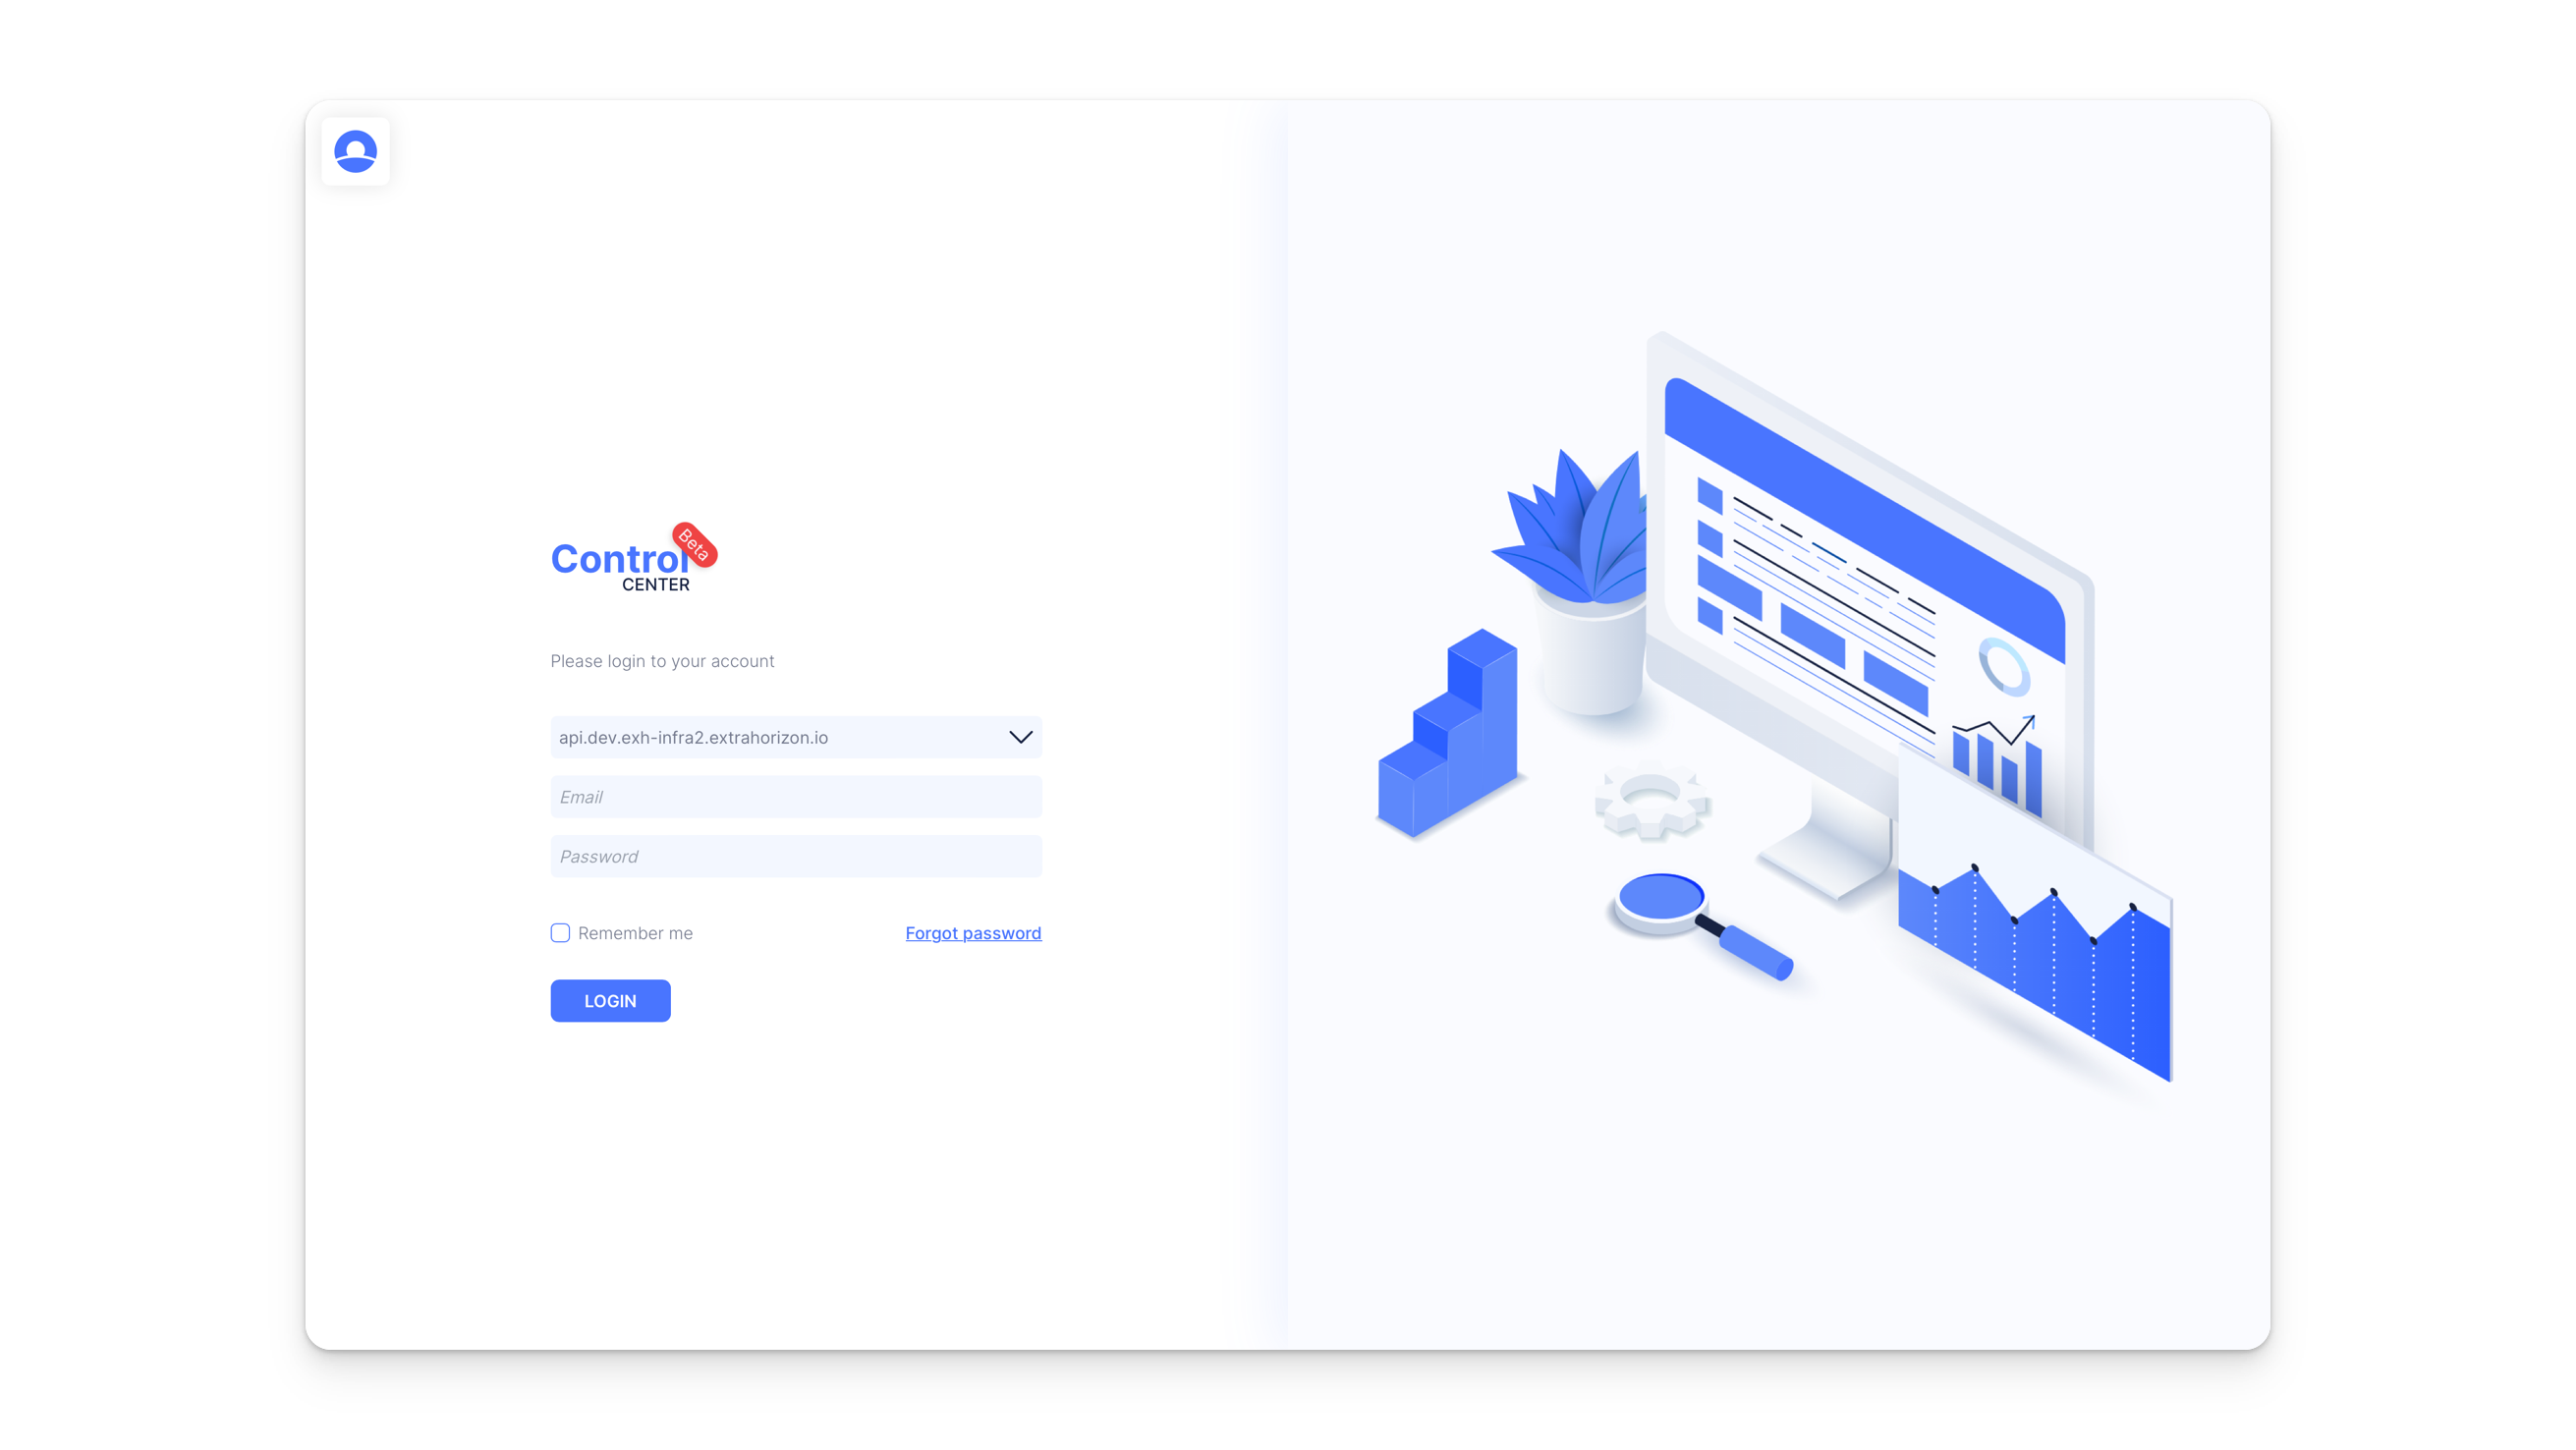 Control
Beta
CENTER
Please login to your account
api.dev.exh-infra2.extrahorizon.io
Email
Password
Remember me
Forgot password
LOGIN